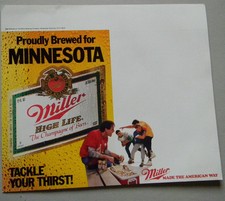 Proudly Brewed for
MINNESOTA
Miller
HIGH LIFE.
The Champagne of Beers
TACKLE
YOUR THIRST!
Miller
MADE THE AMERICAN WAY